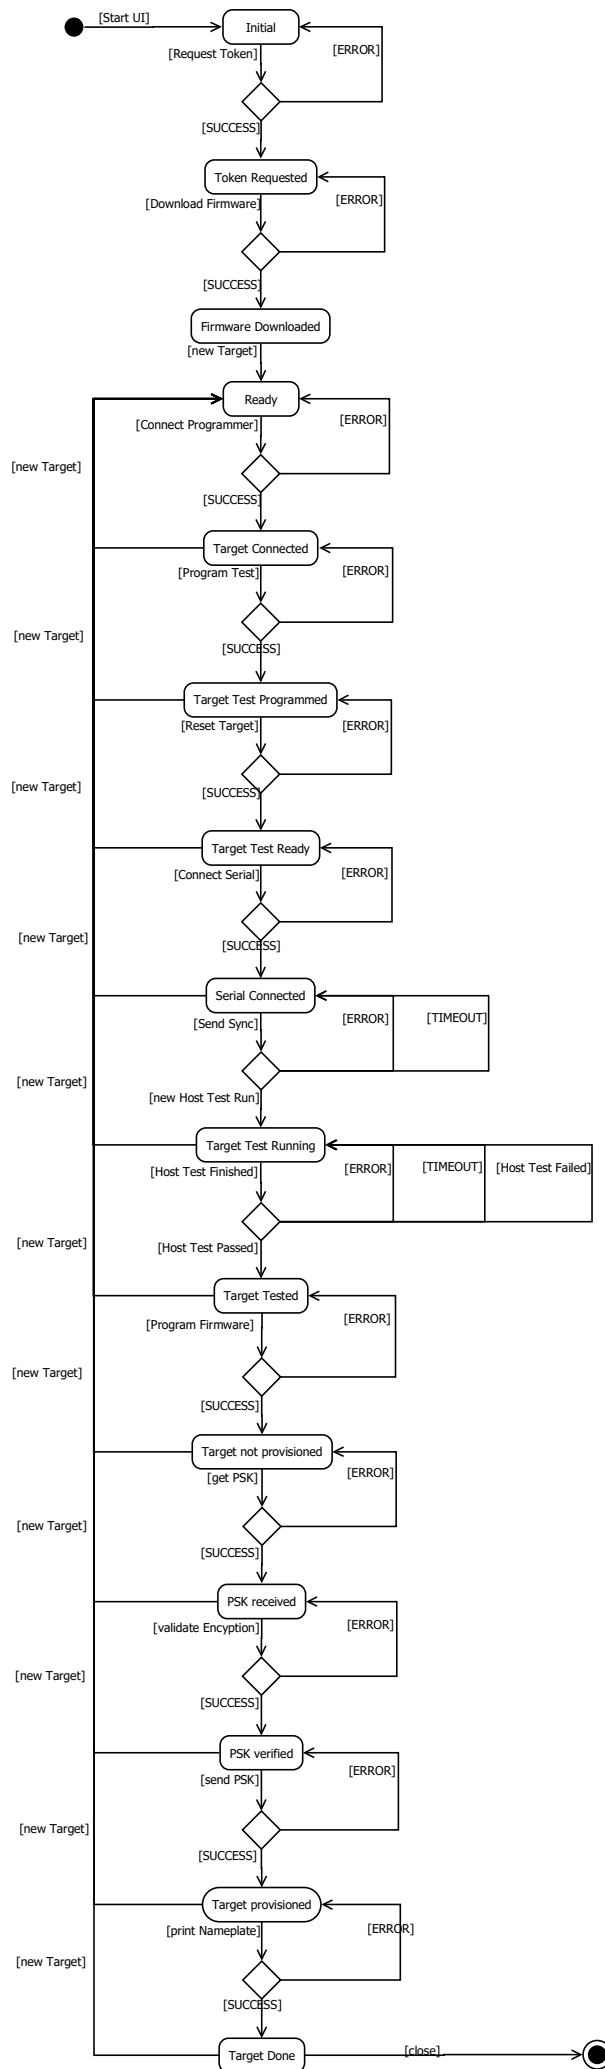 [Start UI]
Initial
[Request Token]
[ERROR]
[SUCCESS]
Token Requested
[Download Firmware]
[ERROR]
[SUCCESS]
Firmware Downloaded
[new Target]
Ready
[Connect Programmer]
[ERROR]
[new Target]
[SUCCESS]
Target Connected
[Program Test]
[ERROR]
[new Target]
[SUCCESS]
Target Test Programmed
[Reset Target]
[ERROR]
[new Target]
[SUCCESS]
Target Test Ready
[Connect Serial]
[ERROR]
[new Target]
[SUCCESS]
Serial Connected
[Send Sync]
[ERROR]
[TIMEOUT]
[new Target]
[new Host Test Run]
Target Test Running
[Host Test Finished]
[ERROR]
[TIMEOUT]
[Host Test Failed]
[new Target]
[Host Test Passed]
Target Tested
[Program Firmware]
[ERROR]
[new Target]
[SUCCESS]
Target not provisioned
[get PSK]
[ERROR]
[new Target]
[SUCCESS]
PSK received
[validate Encyption]
[ERROR]
[new Target]
[SUCCESS]
PSK verified
[send PSK]
[ERROR]
[new Target]
[SUCCESS]
Target provisioned
[print Nameplate]
[ERROR]
[new Target]
[SUCCESS]
Target Done
[close]